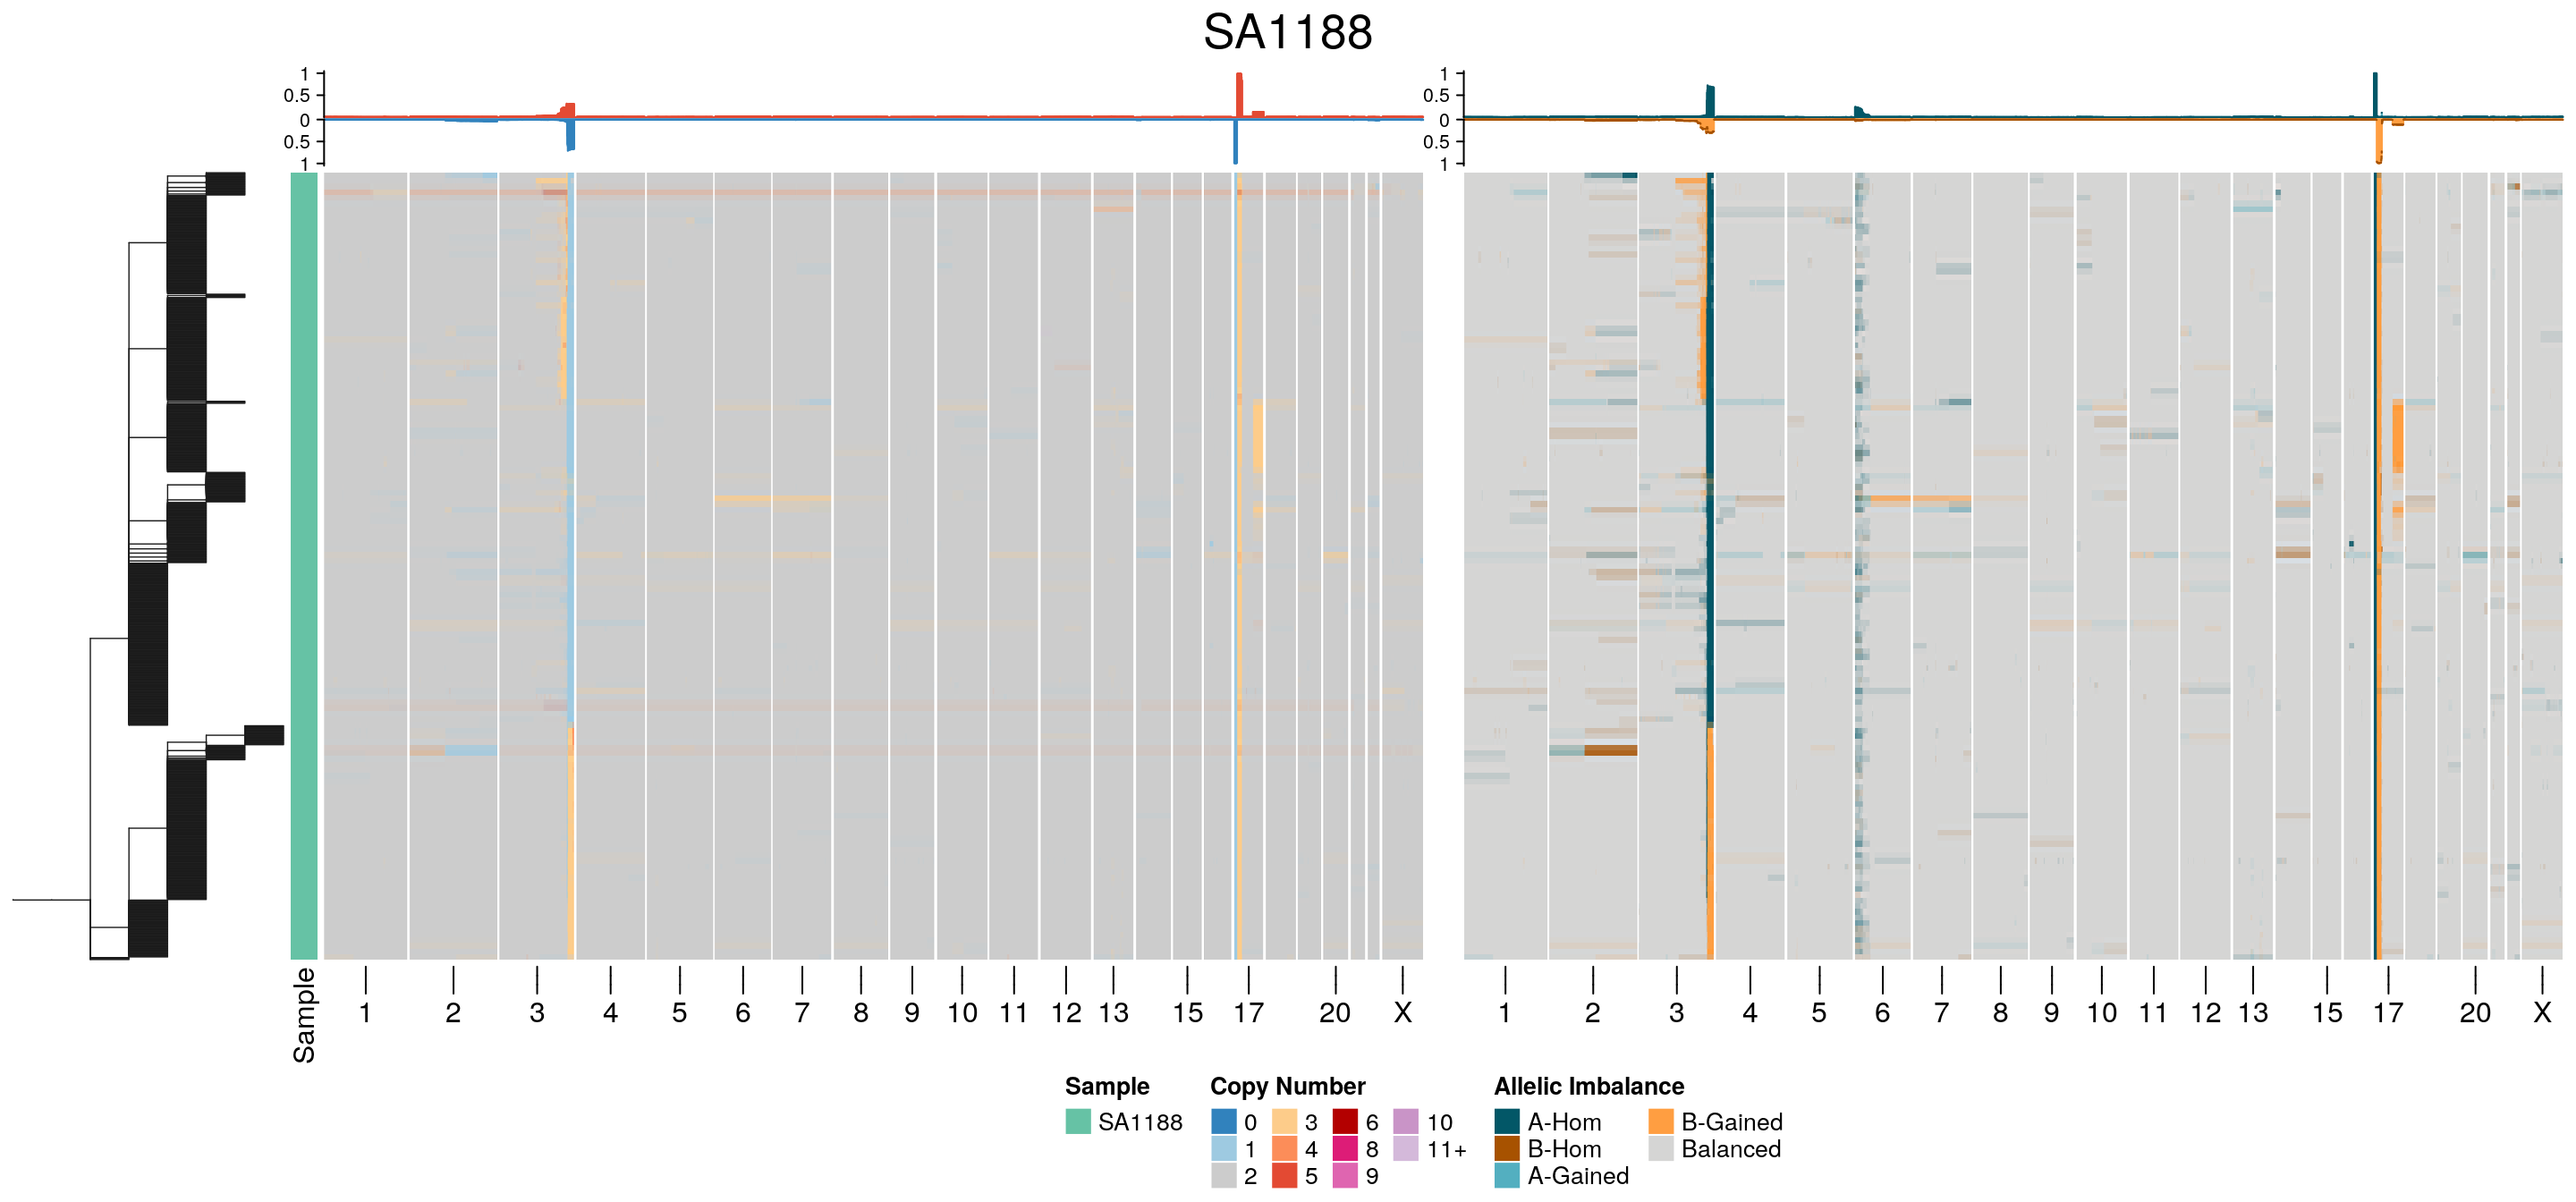 SA1188
1
0.5
0
0.5
1
1
0.5
0
0.5
1
Sample
1 2 3 4 5 6 7 8 9 10 11 12 13 15 17 20 X
1 2 3 4 5 6 7 8 9 10 11 12 13 15 17 20 X
Sample
SA1188
Copy Number
0 3 6 10
1 4 8 11+
2 5 9
Allelic Imbalance
A-Hom B-Gained
B-Hom Balanced
A-Gained